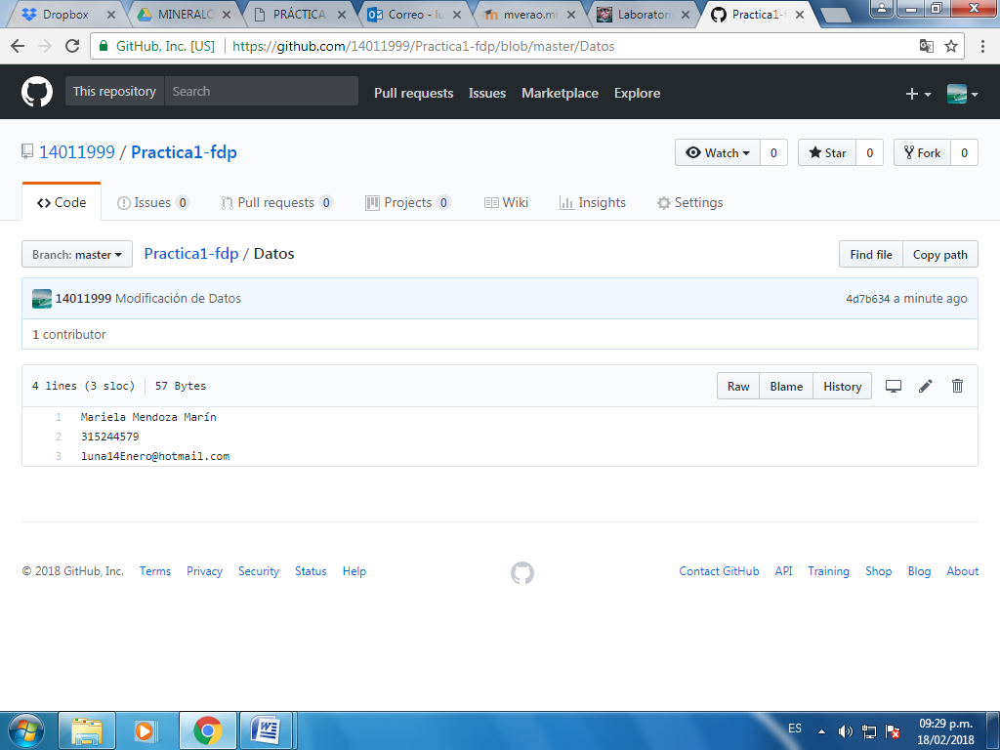 Dropbox
MINERALC
PRÁCTICA
Correo - lu
mverao.mi
Laboratori
Practica1-f
GitHub, Inc. [US] https://github.com/14011999/Practica1-fdp/blob/master/Datos
This repository Search Pull requests Issues Marketplace Explore
14011999 / Practica1-fdp Watch 0 Star 0 Fork 0
Code Issues 0 Pull requests 0 Projects 0 Wiki Insights Settings
Branch: master Practica1-fdp / Datos Find file Copy path
14011999 Modificación de Datos 4d7b634 a minute ago
1 contributor
4 lines (3 sloc) 57 Bytes Raw Blame History
1 Mariela Mendoza Marín
2 315244579
3 luna14Enero@hotmail.com
© 2018 GitHub, Inc. Terms Privacy Security Status Help Contact GitHub API Training Shop Blog About
ES 09:29 p.m.
18/02/2018